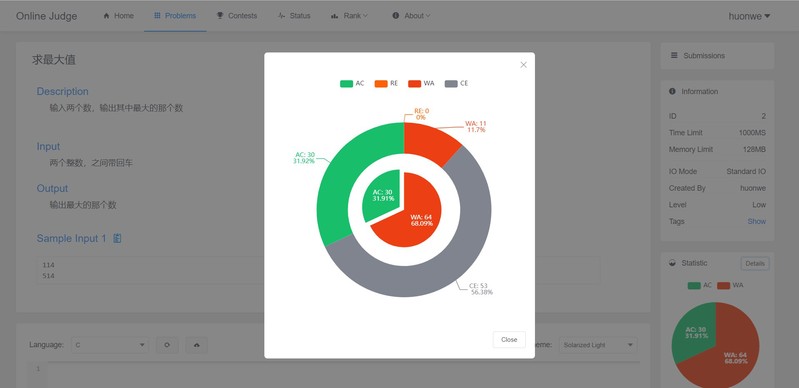 Online Judge Home Problems Contests Status Rank About huonwe
求最大值
Description
输入两个数，输出其中最大的那个数
Input
两个整数，之间带回车
Output
输出最大的那个数
Sample Input 1
114
514
Language: C
Theme: Solarized Light
1
AC RE WA CE
RE: 0
0%
WA: 11
11.7%
AC: 30
31.92%
AC: 30
31.91%
WA: 64
68.09%
CE: 53
56.38%
Close
Submissions
Information
ID 2
Time Limit 1000MS
Memory Limit 128MB
IO Mode Standard IO
Created By huonwe
Level Low
Tags Show
Statistic Details
AC WA
AC: 30
31.91%
WA: 64
68.09%